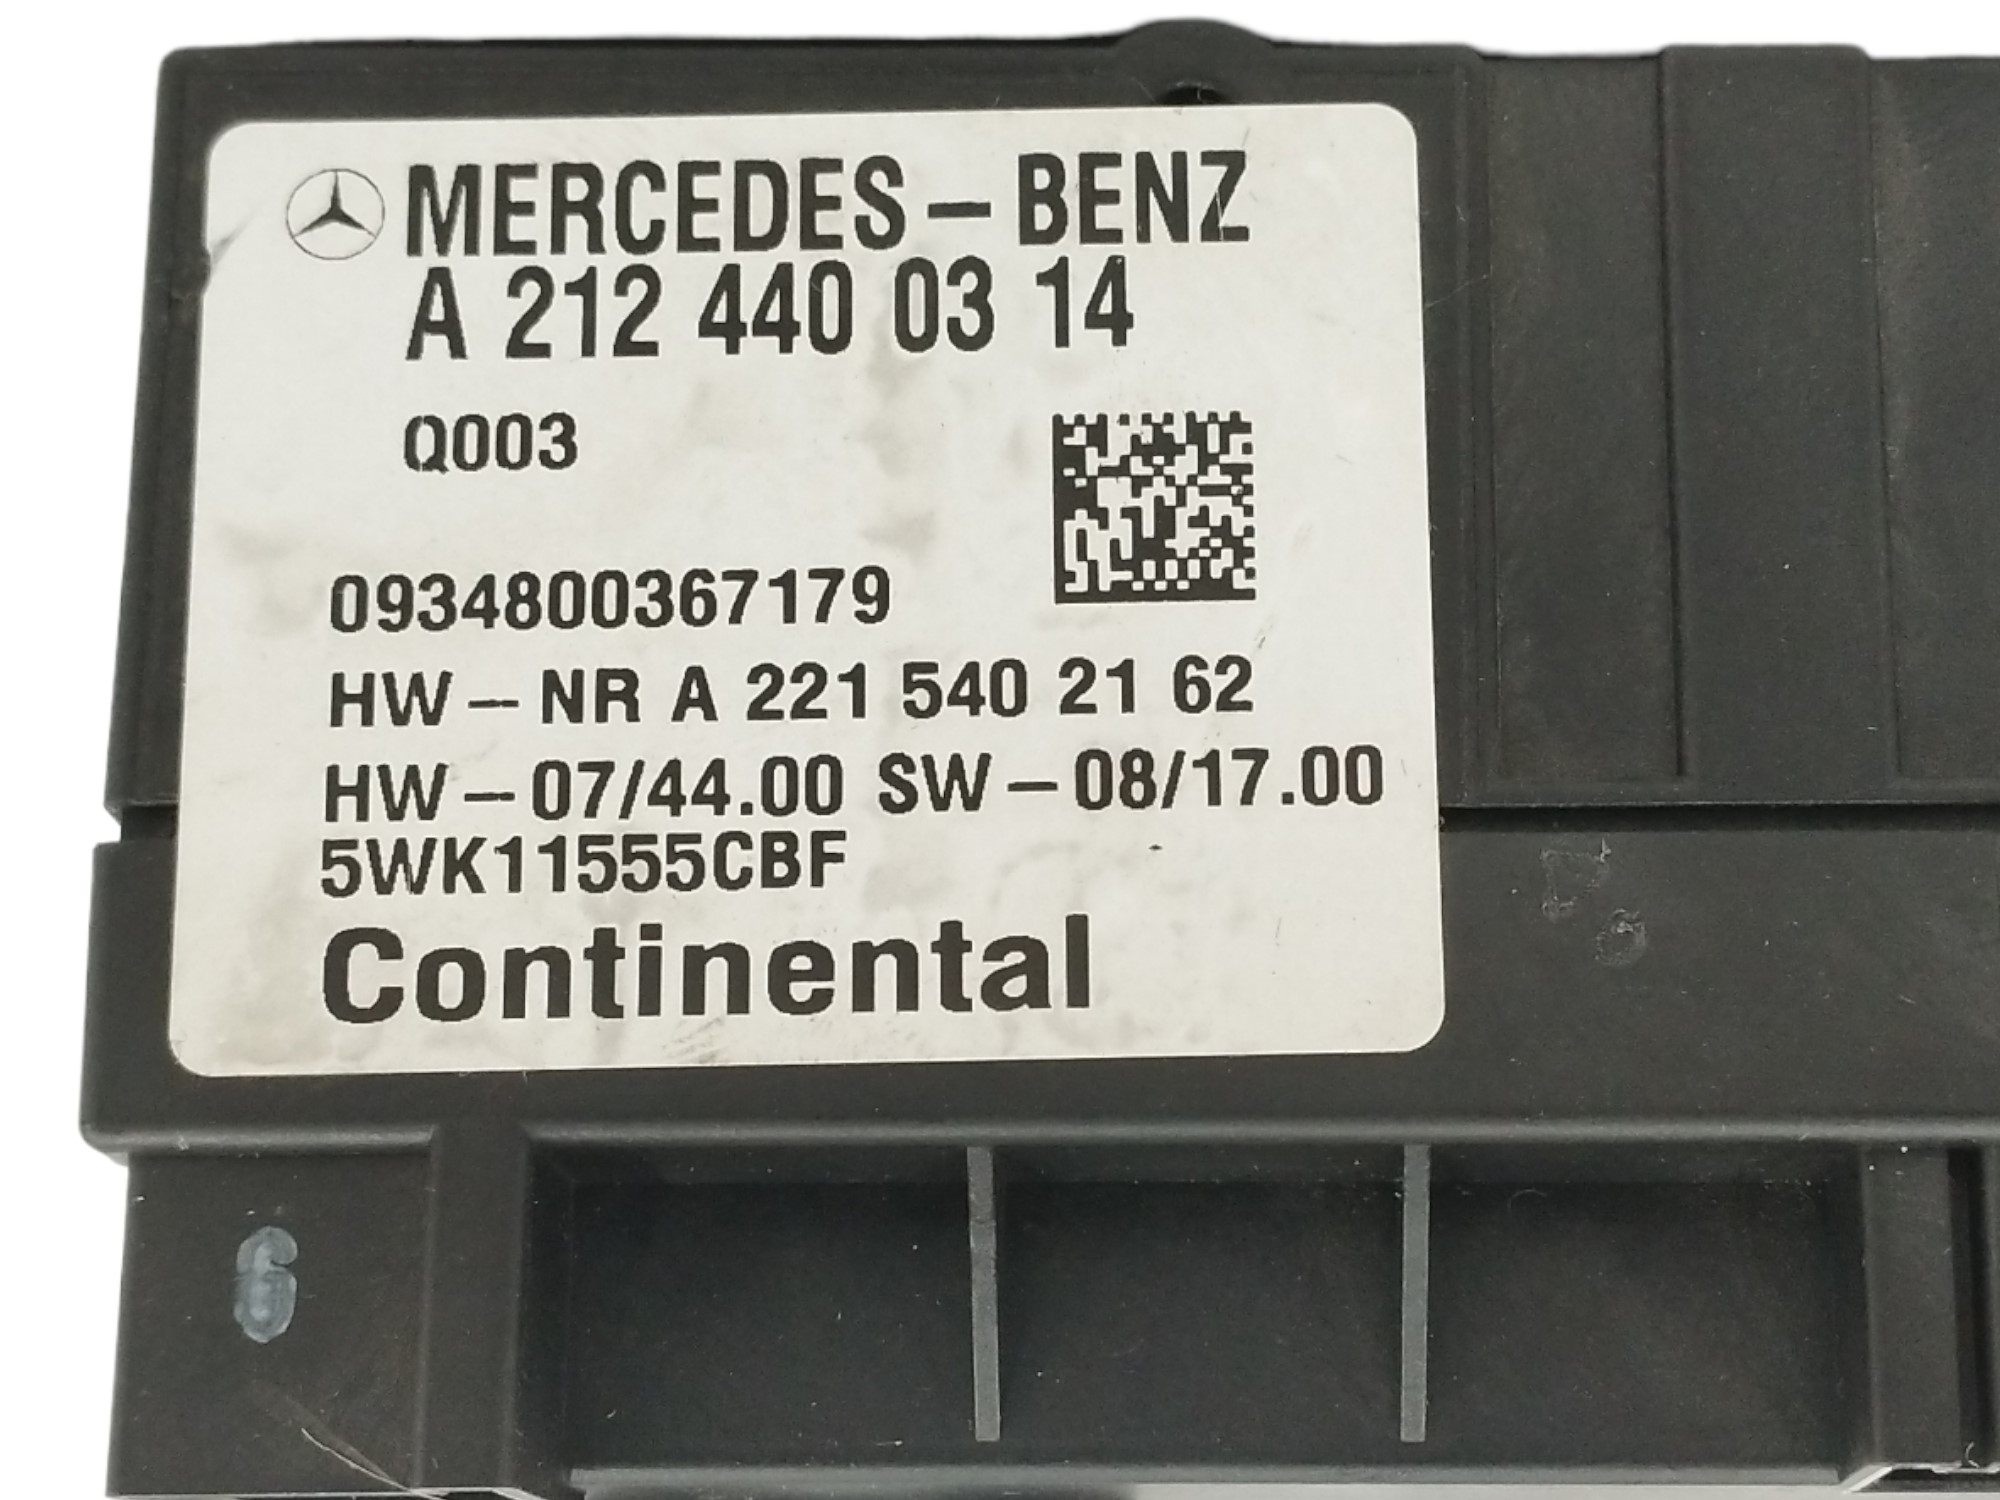 MERCEDES-BENZ
A 212 440 03 14
Q003
0934800367179
HW-NR A 221 540 21 62
HW-07/44.00 SW-08/17.00
5WK11555CBF
Continental
6